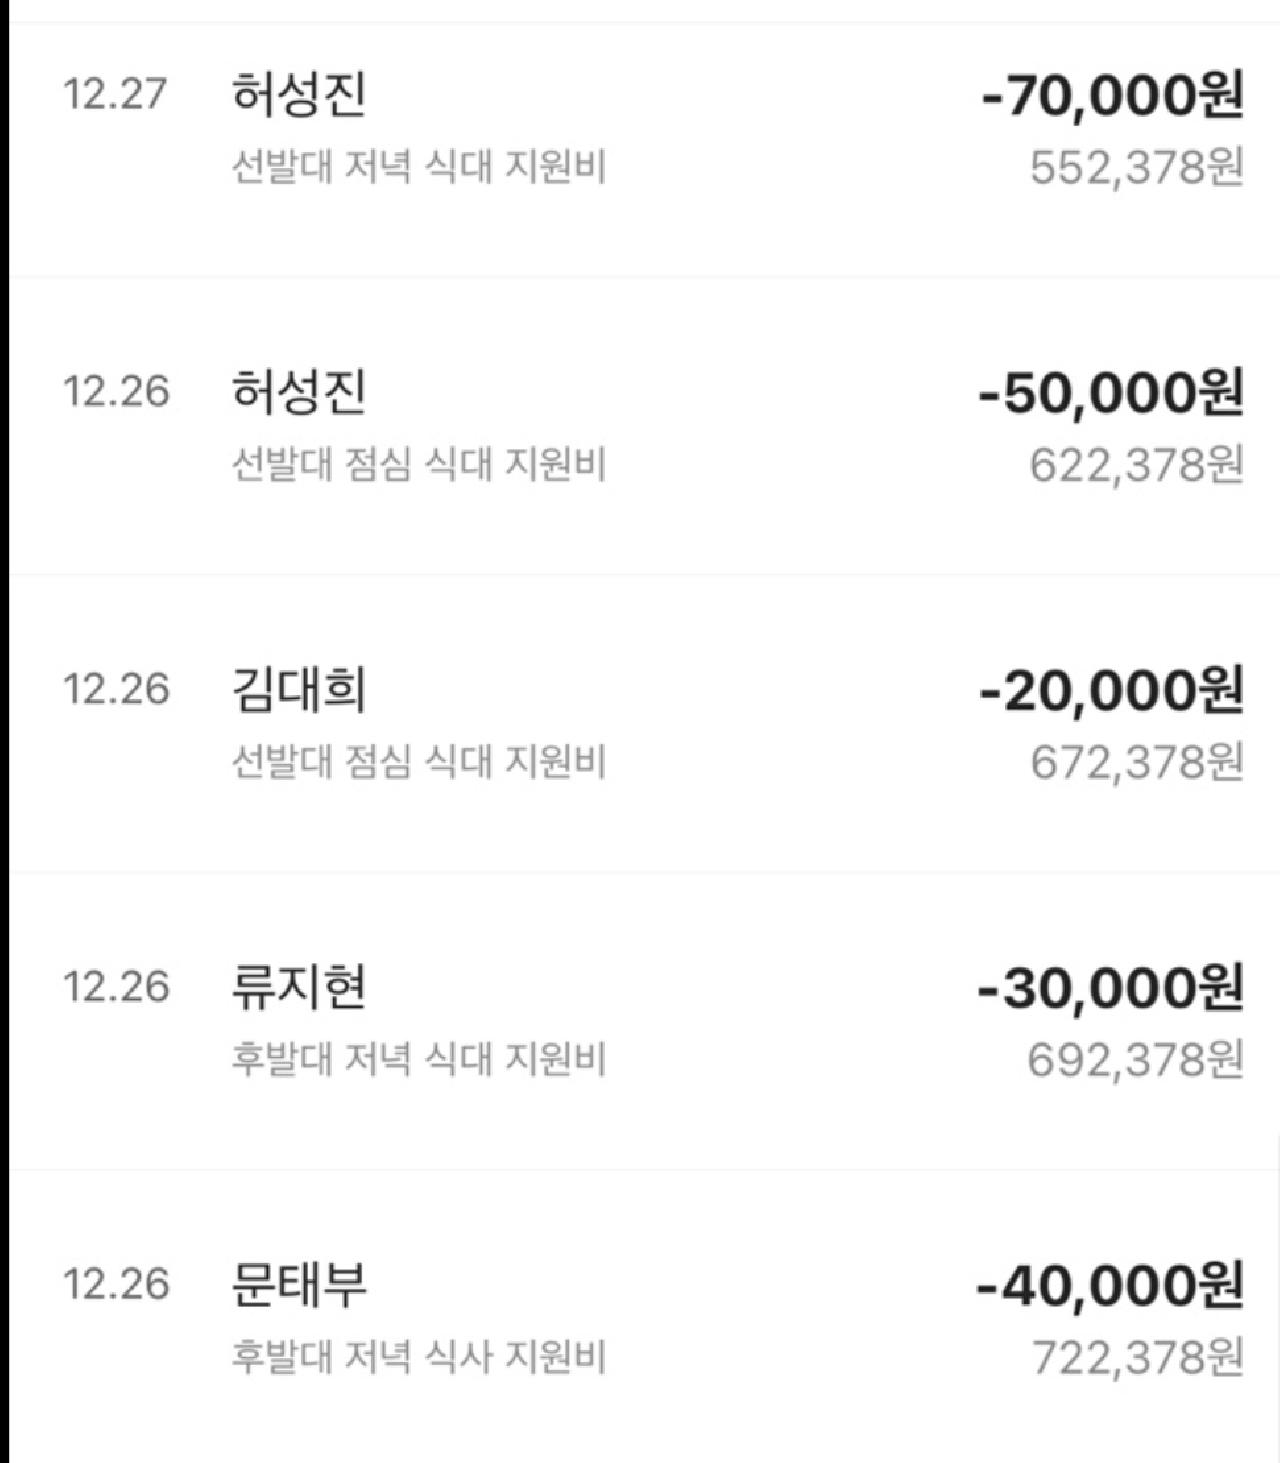 12.27 허성진 -70,000원
선발대 저녁 식대 지원비 552,378원
12.26 허성진 -50,000원
선발대 점심 식대 지원비 622,378원
12.26 김대희 -20,000원
선발대 점심 식대 지원비 672,378원
12.26 류지현 -30,000원
후발대 저녁 식대 지원비 692,378원
12.26 문태부 -40,000원
후발대 저녁 식사 지원비 722,378원